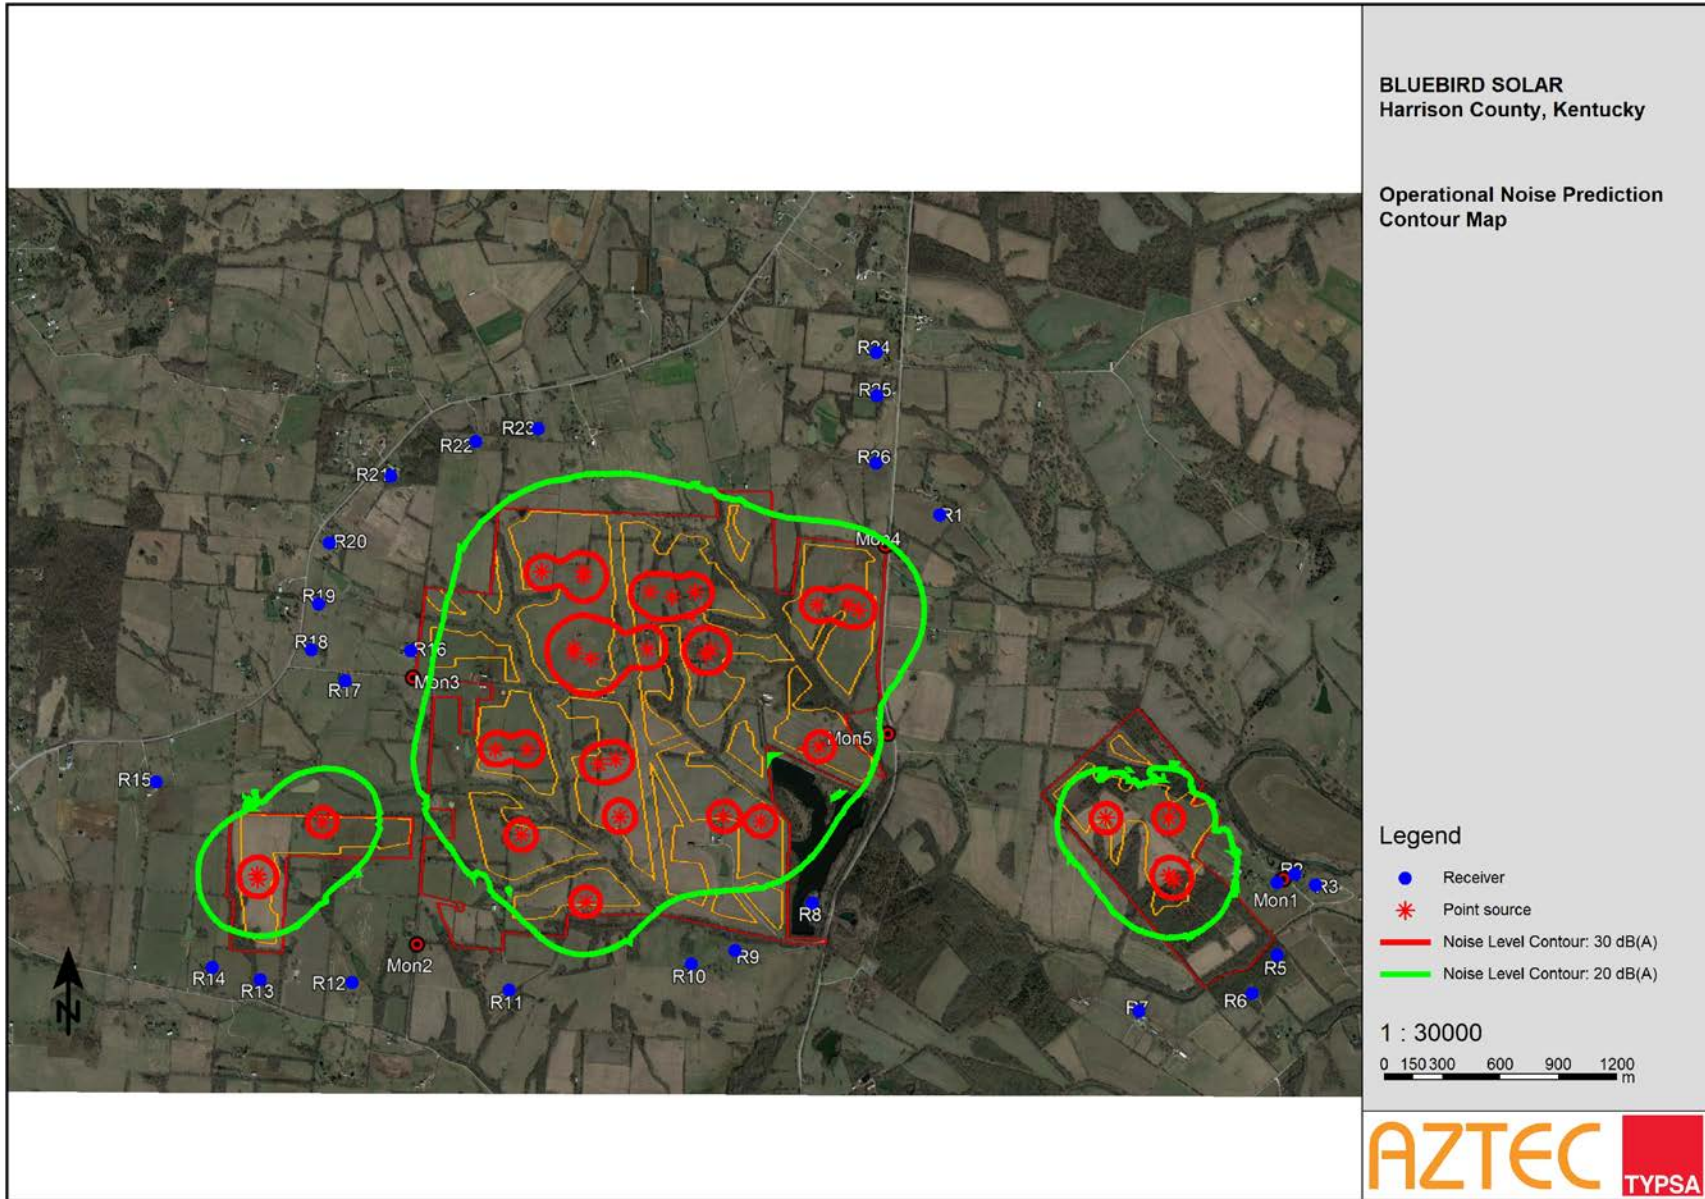 BLUEBIRD SOLAR
Harrison County, Kentucky
Operational Noise Prediction
Contour Map
R24
R25
R23
R22
R26
R21
R1
R20
Mon4
R19
R18
R16
R17
Mon3
Mon5
R15
R2
R3
Mon1
R8
R14
R13
R12
Mon2
R11
R10
R9
R5
R6
R7
N
Legend
Receiver
Point source
Noise Level Contour: 30 dB(A)
Noise Level Contour: 20 dB(A)
1 : 30000
0 150 300 600 900 1200
m
AZTEC
TYPSA